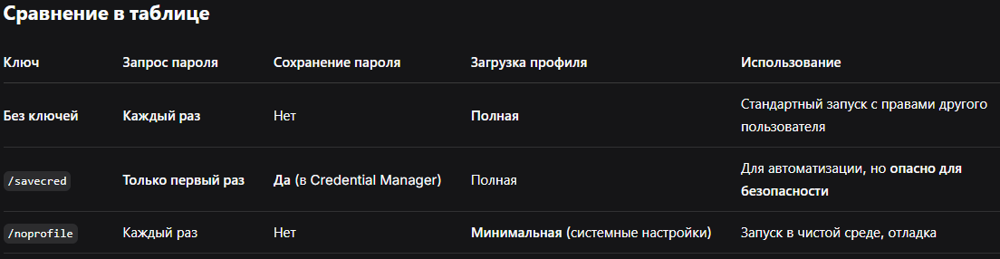 Сравнение в таблице
Ключ Запрос пароля Сохранение пароля Загрузка профиля Использование
Без ключей Каждый раз Нет Полная Стандартный запуск с правами другого
пользователя
/savecred Только первый раз Да (в Credential Manager) Полная Для автоматизации, но опасно для
безопасности
/noprofile Каждый раз Нет Минимальная (системные настройки) Запуск в чистой среде, отладка